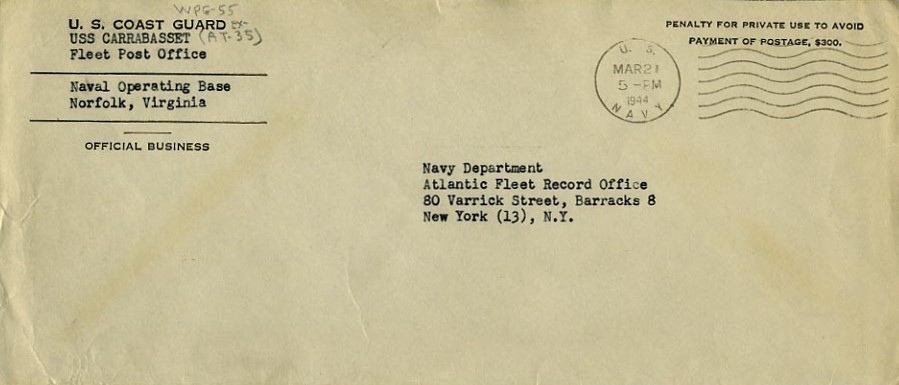 WPG-55
U. S. COAST GUARD ex-
USS CARRABASSET (AT-35)
Fleet Post Office
Naval Operating Base
Norfolk, Virginia
OFFICIAL BUSINESS
PENALTY FOR PRIVATE USE TO AVOID
PAYMENT OF POSTAGE, $300.
U. S.
MAR 21
5 - PM
1944
NAVY
Navy Department
Atlantic Fleet Record Office
80 Varrick Street, Barracks 8
New York (13), N.Y.